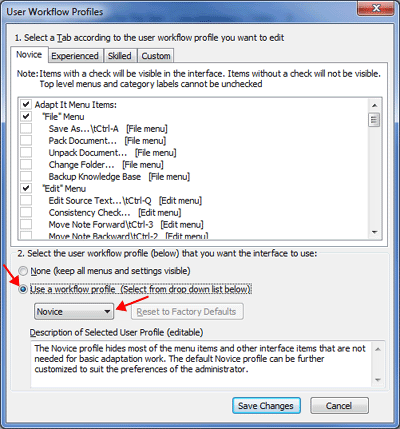 User Workflow Profiles
1. Select a Tab according to the user workflow profile you want to edit
Novice Experienced Skilled Custom
Note: Items with a check will be visible in the interface. Items without a check will not be visible.
Top level menus and category labels cannot be unchecked
Adapt It Menu Items:
"File" Menu
Save As...\tCtrl-A [File menu]
Pack Document... [File menu]
Unpack Document... [File menu]
Change Folder... [File menu]
Backup Knowledge Base [File menu]
"Edit" Menu
Edit Source Text...\tCtrl-Q [Edit menu]
Consistency Check... [Edit menu]
Move Note Forward\tCtrl-3 [Edit menu]
Move Note Backward\tCtrl-2 [Edit menu]
2. Select the user workflow profile (below) that you want the interface to use:
None (keep all menus and settings visible)
Use a workflow profile (Select from drop down list below)
Novice Reset to Factory Defaults
Description of Selected User Profile (editable)
The Novice profile hides most of the menu items and other interface items that are not
needed for basic adaptation work. The default Novice profile can be further
customized to suit the preferences of the administrator.
Save Changes Cancel